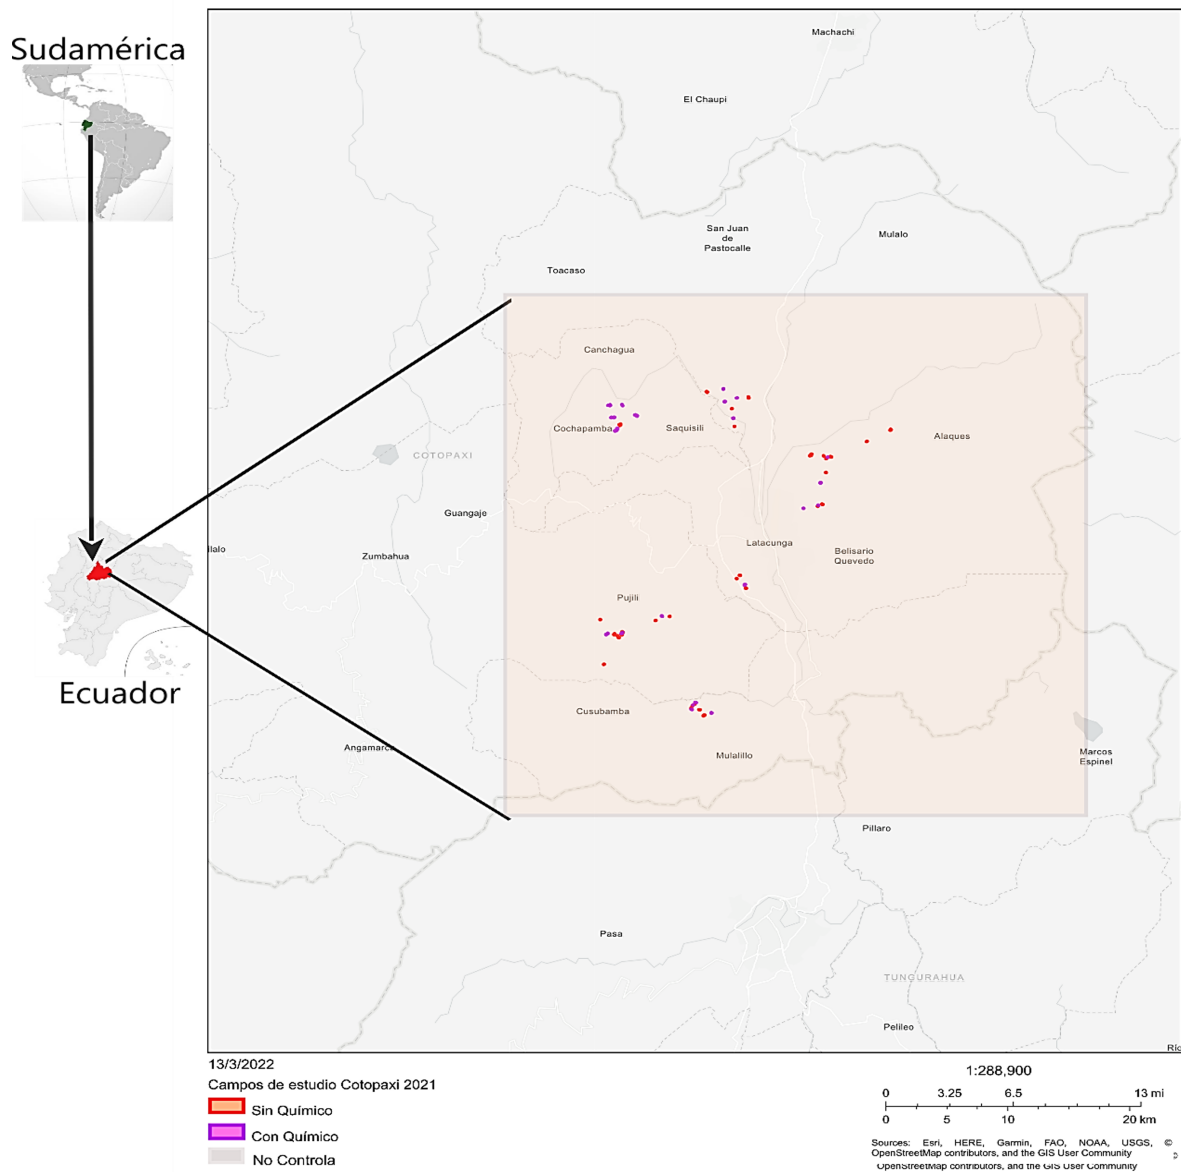 Sudamérica
Machachi
El Chaupi
San Juan
de
Pastocalle
Mulalo
Toacaso
Canchagua
Cochapamba
Saquisili
Alaques
COTOPAXI
Guangaje
ilalo
Zumbahua
Latacunga
Belisario
Quevedo
Pujili
Ecuador
Cusubamba
Angamarca
Mulalillo
Marcos
Espinel
Pillaro
Pasa
TUNGURAHUA
Pelileo
Rio
13/3/2022
Campos de estudio Cotopaxi 2021
Sin Químico
Con Químico
No Controla
1:288,900
0 3.25 6.5 13 mi
0 5 10 20 km
Sources: Esri, HERE, Garmin, FAO, NOAA, USGS, ©
OpenStreetMap contributors, and the GIS User Community
OpenStreetMap contributors, and the GIS User Community